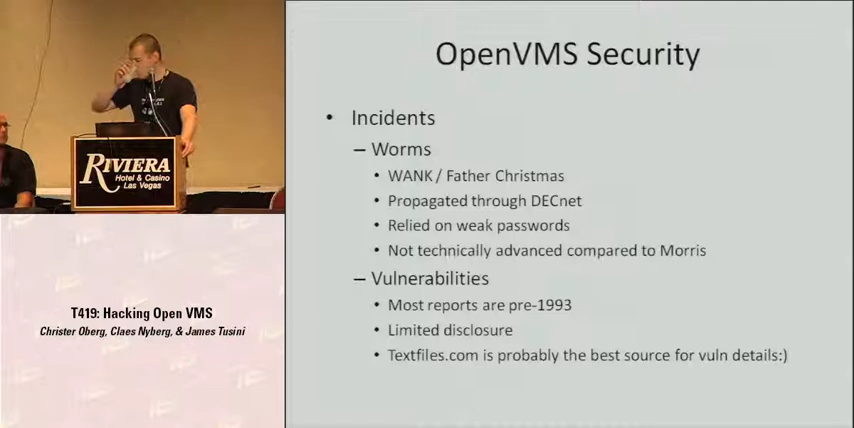 OpenVMS Security
• Incidents
– Worms
• WANK / Father Christmas
• Propagated through DECnet
• Relied on weak passwords
• Not technically advanced compared to Morris
– Vulnerabilities
• Most reports are pre-1993
• Limited disclosure
• Textfiles.com is probably the best source for vuln details:)
RIVIERA
Hotel & Casino
Las Vegas
T419: Hacking Open VMS
Christer Oberg, Claes Nyberg, & James Tusini